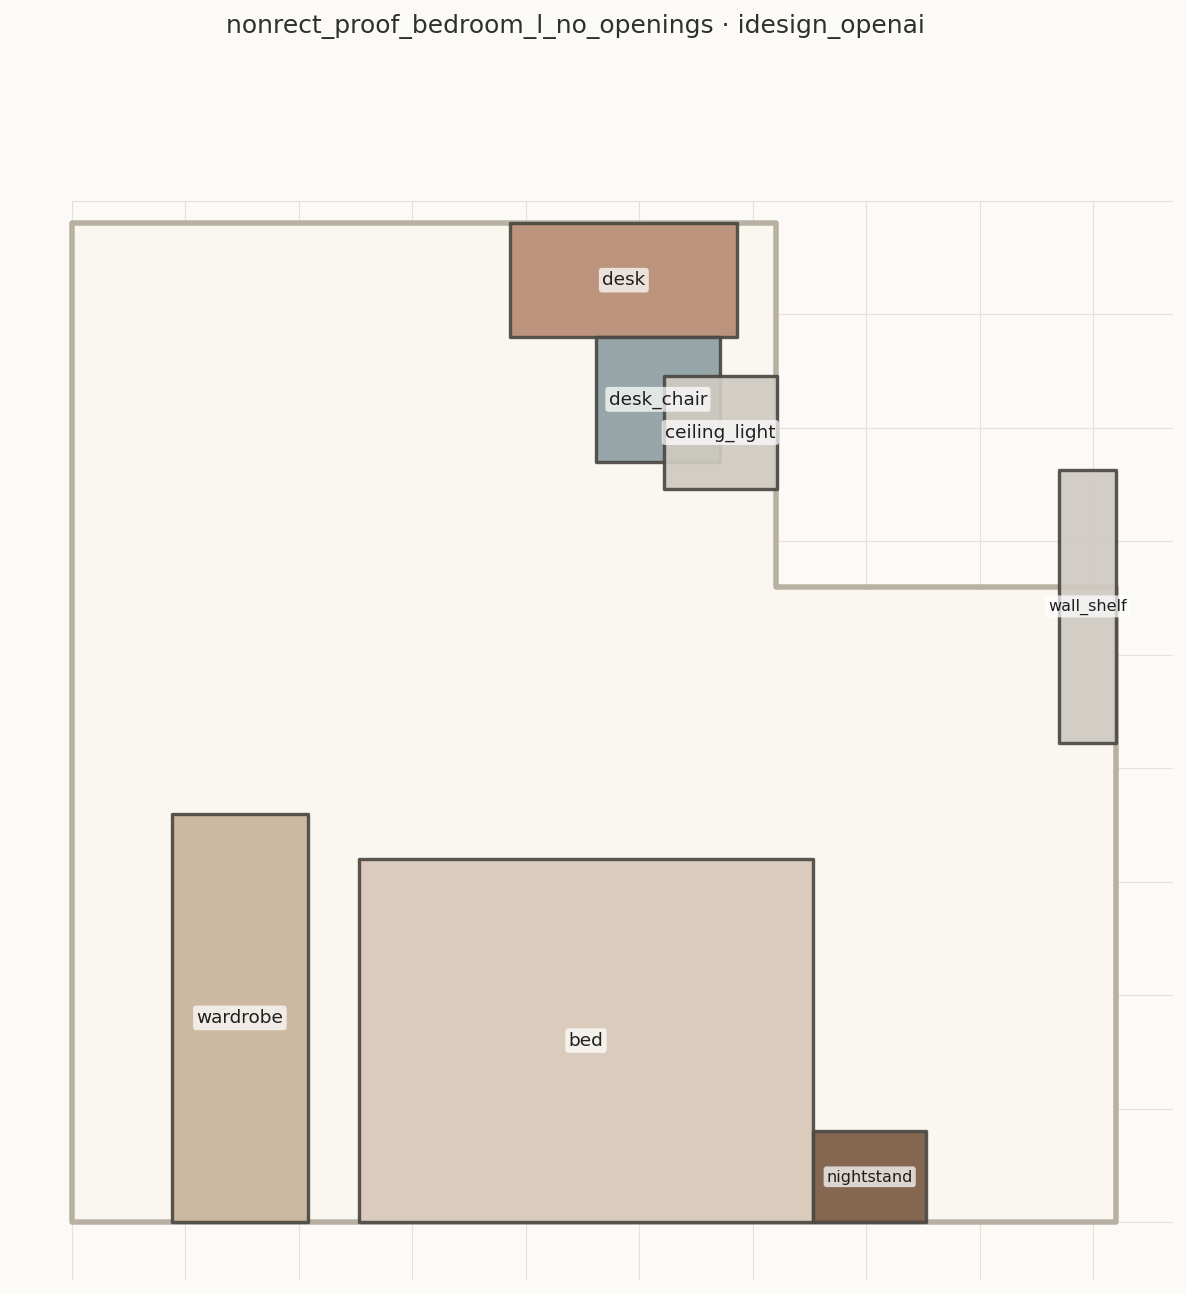 nonrect_proof_bedroom_l_no_openings · idesign_openai
desk
desk_chair
ceiling_light
wall_shelf
wardrobe
bed
nightstand